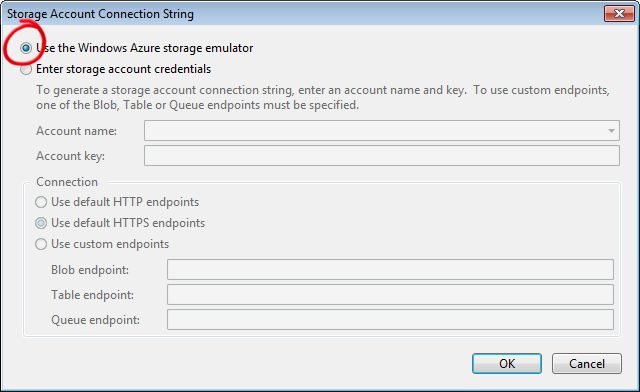 Storage Account Connection String
Use the Windows Azure storage emulator
Enter storage account credentials
To generate a storage account connection string, enter an account name and key. To use custom endpoints,
one of the Blob, Table or Queue endpoints must be specified.
Account name:
Account key:
Connection
Use default HTTP endpoints
Use default HTTPS endpoints
Use custom endpoints
Blob endpoint:
Table endpoint:
Queue endpoint:
OK Cancel